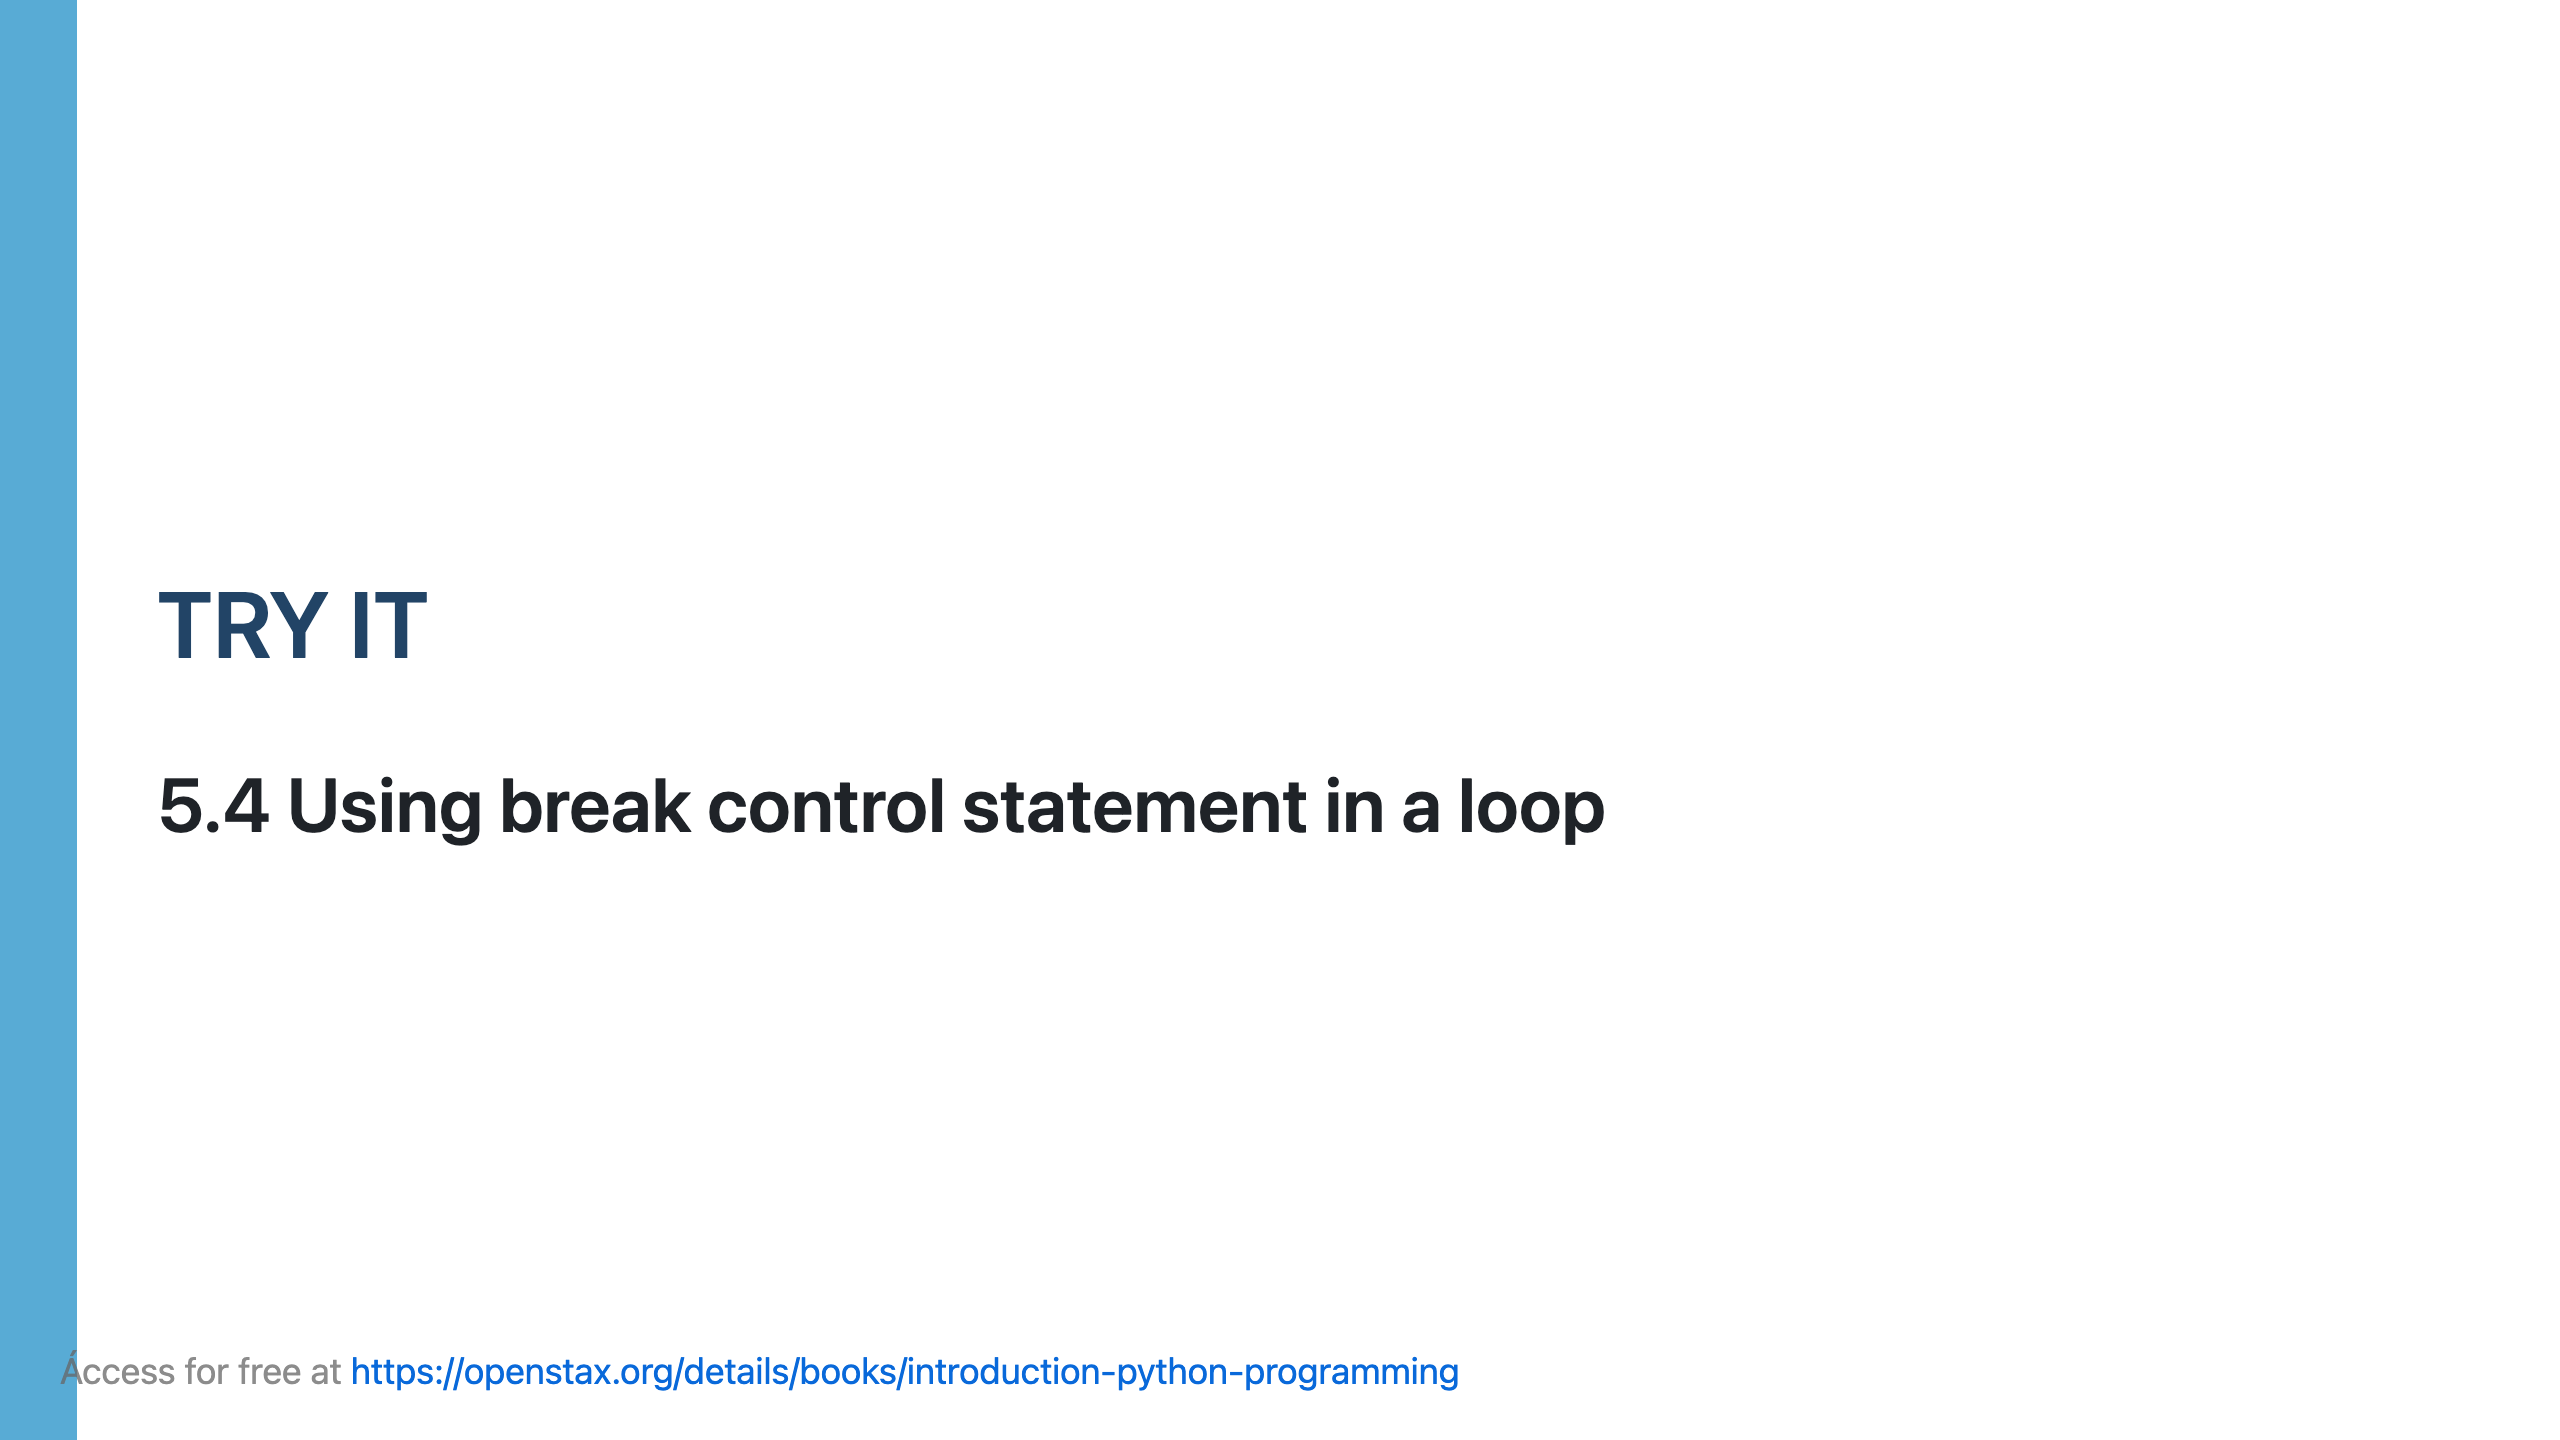 TRY IT
5.4 Using break control statement in a loop
Áccess for free at https://openstax.org/details/books/introduction-python-programming